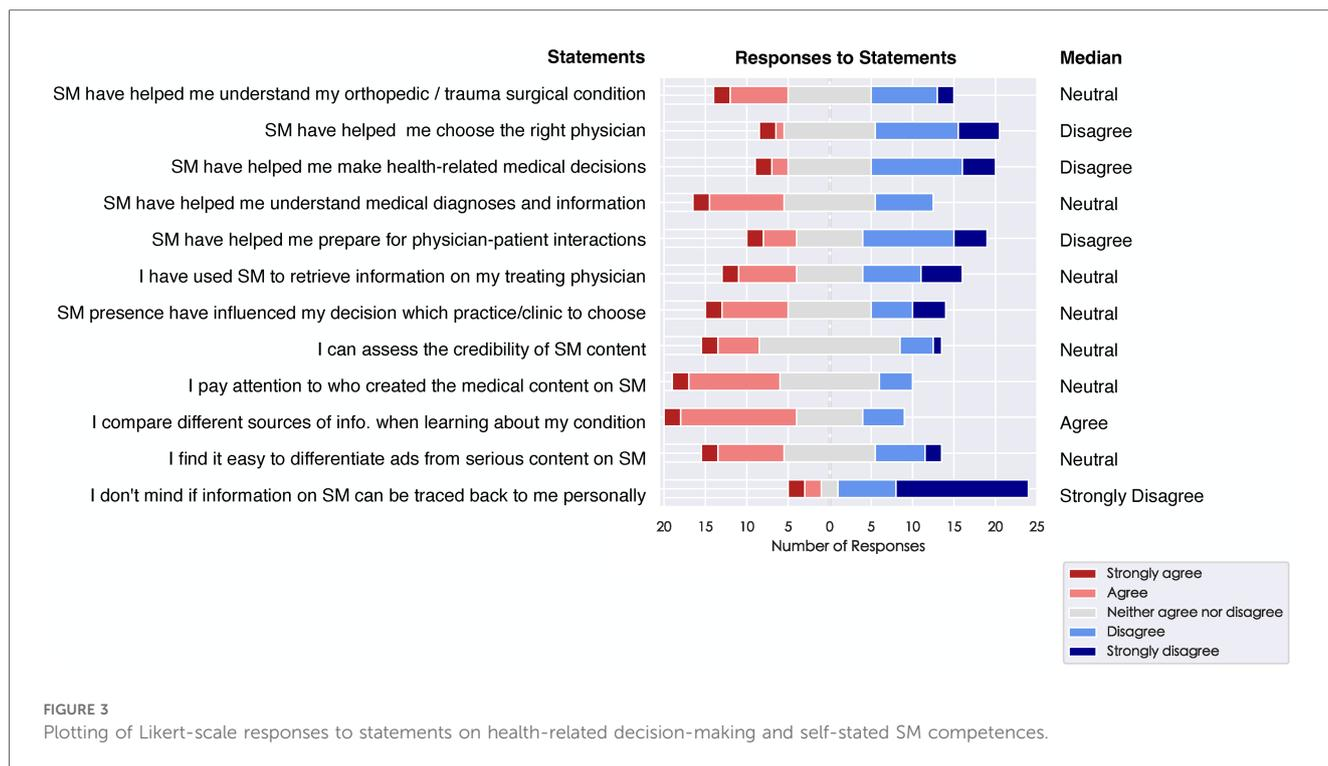 Statements Responses to Statements Median
SM have helped me understand my orthopedic / trauma surgical condition Neutral
SM have helped  me choose the right physician Disagree
SM have helped me make health-related medical decisions Disagree
SM have helped me understand medical diagnoses and information Neutral
SM have helped me prepare for physician-patient interactions Disagree
I have used SM to retrieve information on my treating physician Neutral
SM presence have influenced my decision which practice/clinic to choose Neutral
I can assess the credibility of SM content Neutral
I pay attention to who created the medical content on SM Neutral
I compare different sources of info. when learning about my condition Agree
I find it easy to differentiate ads from serious content on SM Neutral
I don't mind if information on SM can be traced back to me personally Strongly Disagree
20 15 10 5 0 5 10 15 20 25
Number of Responses
Strongly agree
Agree
Neither agree nor disagree
Disagree
Strongly disagree
FIGURE 3
Plotting of Likert-scale responses to statements on health-related decision-making and self-stated SM competences.